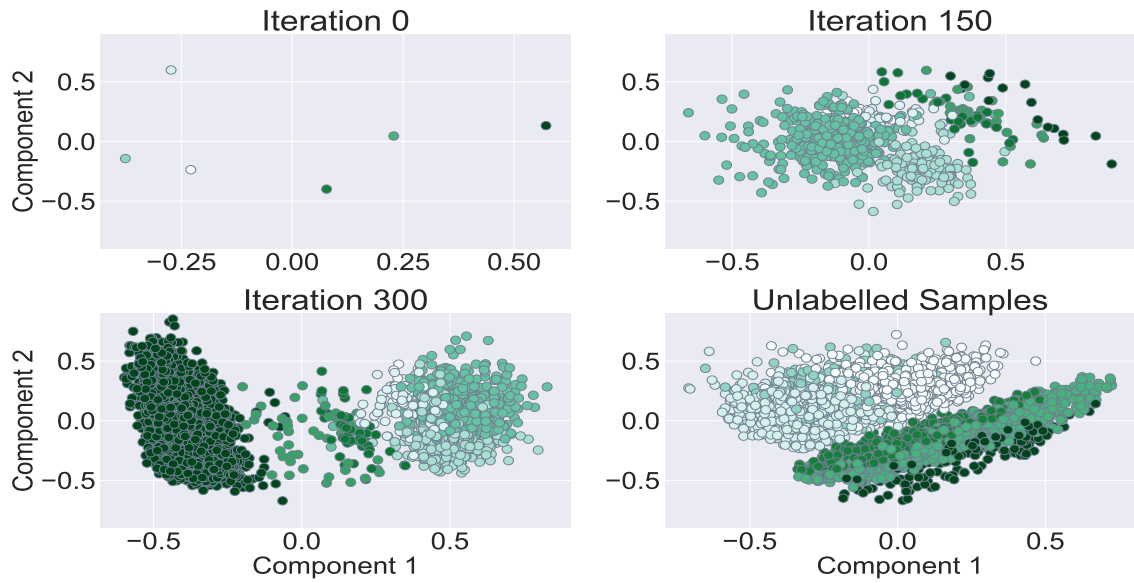 Iteration 0
Component 2
0.5
0.0
−0.5
−0.25 0.00 0.25 0.50
Iteration 150
0.5
0.0
−0.5
−0.5 0.0 0.5
Iteration 300
Component 2
0.5
0.0
−0.5
−0.5 0.0 0.5
Component 1
Unlabelled Samples
0.5
0.0
−0.5
−0.5 0.0 0.5
Component 1